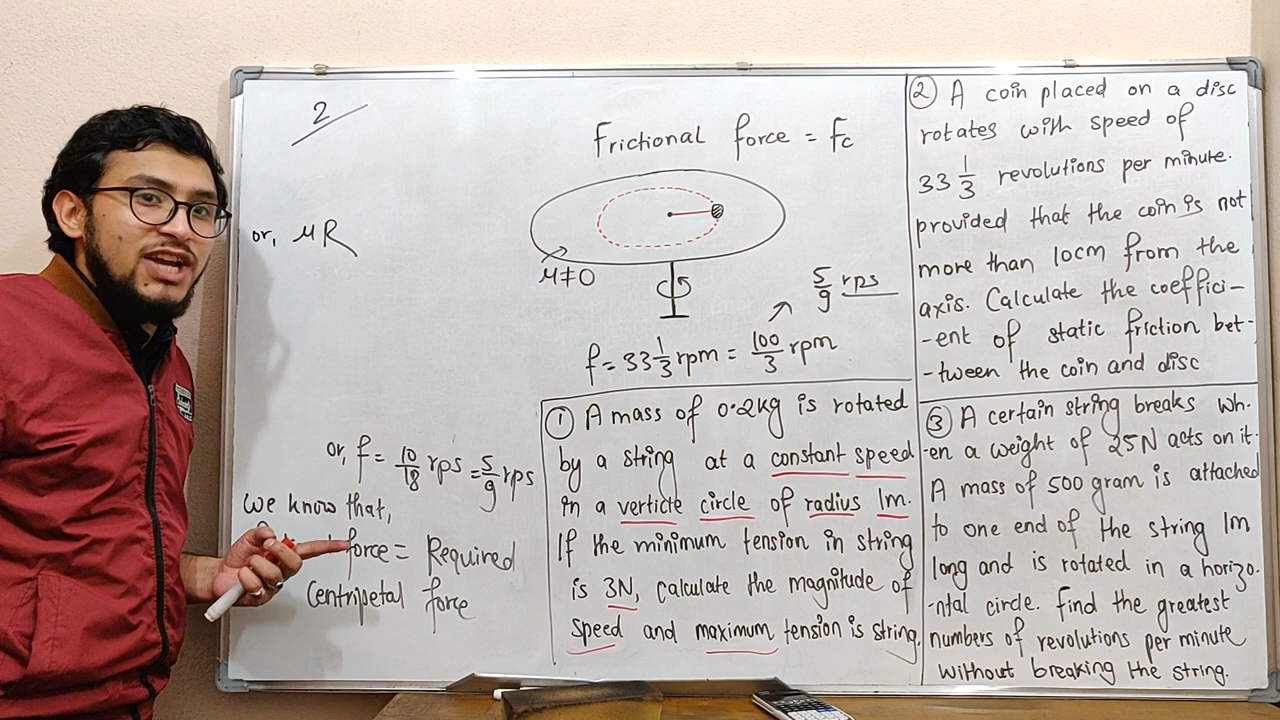 2
Frictional force = Fc
or, μR
μ≠0
5/9 rps
f = 33 1/3 rpm = 100/3 rpm
or, f = 10/18 rps = 5/9 rps
we know that,
force = Required
Centripetal force
① A mass of 0.2kg is rotated
by a string at a constant speed
in a verticle circle of radius 1m.
If the minimum tension in string
is 3N, calculate the magnitude of
speed and maximum tension is string.
② A coin placed on a disc
rotates with speed of
33 1/3 revolutions per minute.
provided that the coin is not
more than 10cm from the
axis. Calculate the coeffici-
-ent of static friction bet-
-tween the coin and disc
③ A certain string breaks wh-
-en a weight of 25N acts on it.
A mass of 500 gram is attached
to one end of the string 1m
long and is rotated in a horizo-
-ntal circle. find the greatest
numbers of revolutions per minute
without breaking the string.